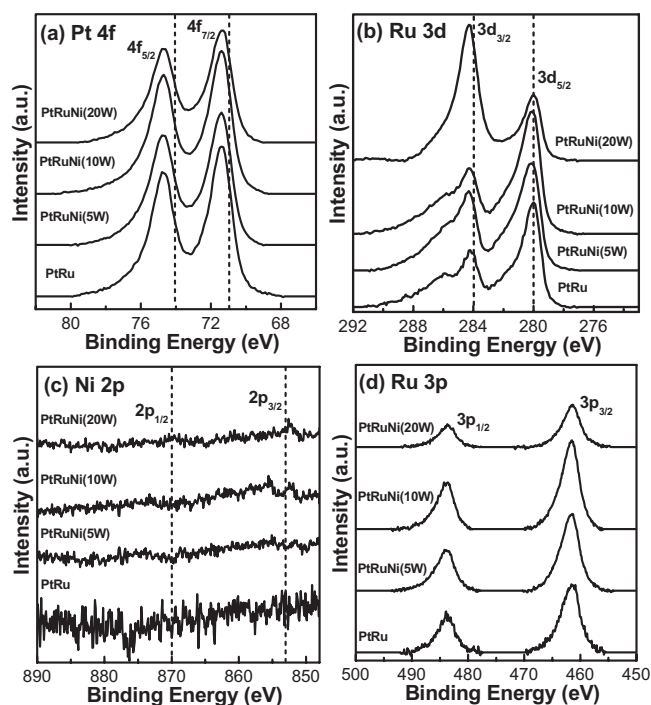 (a) Pt 4f
4f5/2
4f7/2
PtRuNi(20W)
PtRuNi(10W)
PtRuNi(5W)
PtRu
Intensity (a.u.)
80 76 72 68
Binding Energy (eV)
(b) Ru 3d
3d3/2
3d5/2
PtRuNi(20W)
PtRuNi(10W)
PtRuNi(5W)
PtRu
Intensity (a.u.)
292 288 284 280 276
Binding Energy (eV)
(c) Ni 2p
2p1/2
2p3/2
PtRuNi(20W)
PtRuNi(10W)
PtRuNi(5W)
PtRu
Intensity (a.u.)
890 880 870 860 850
Binding Energy (eV)
(d) Ru 3p
3p1/2
3p3/2
PtRuNi(20W)
PtRuNi(10W)
PtRuNi(5W)
PtRu
Intensity (a.u.)
500 490 480 470 460 450
Binding Energy (eV)